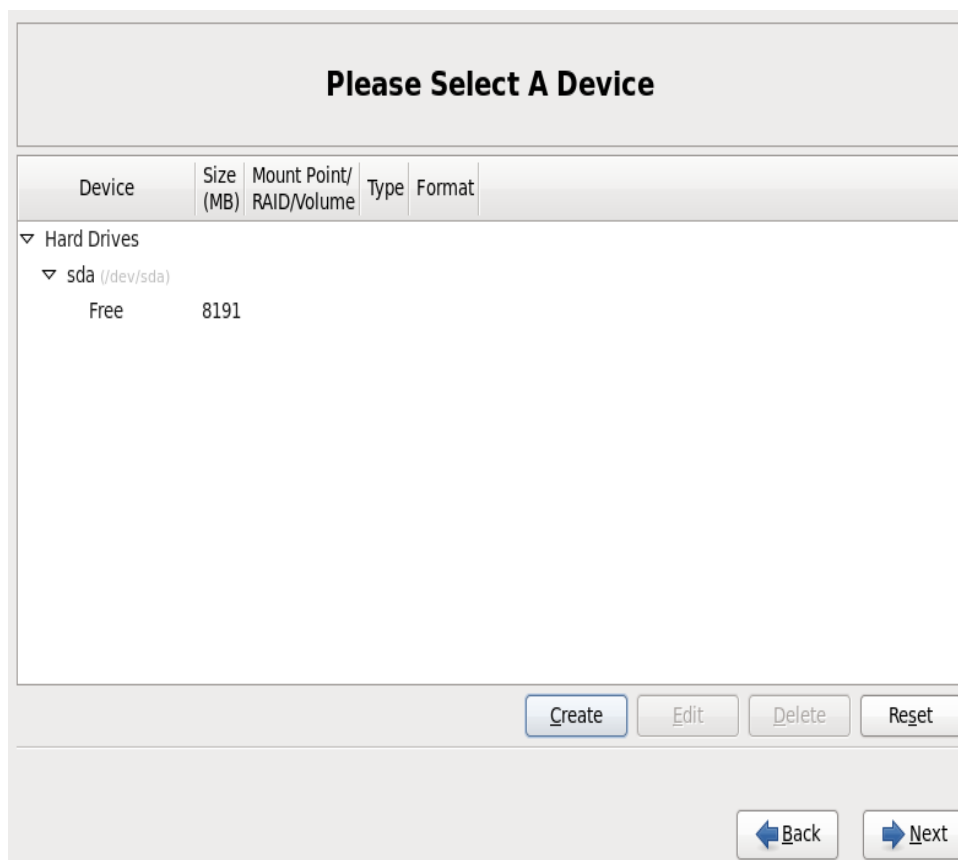 Please Select A Device
Device
Size
(MB)
Mount Point/
RAID/Volume
Type
Format
Hard Drives
sda (/dev/sda)
Free 8191
Create Edit Delete Reset
Back Next